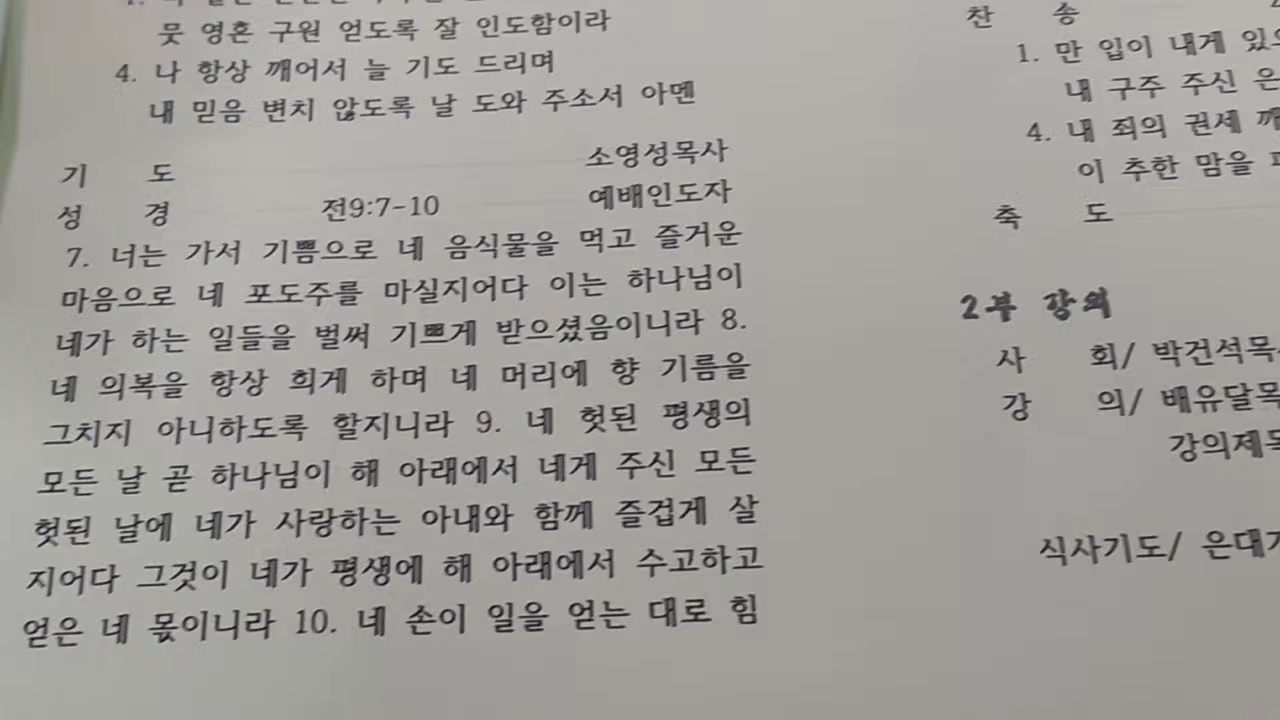 뭇 영혼 구원 얻도록 잘 인도함이라
4. 나 항상 깨어서 늘 기도 드리며
내 믿음 변치 않도록 날 도와 주소서 아멘
기 도 소영성목사
성 경 전9:7-10 예배인도자
7. 너는 가서 기쁨으로 네 음식물을 먹고 즐거운
마음으로 네 포도주를 마실지어다 이는 하나님이
네가 하는 일들을 벌써 기쁘게 받으셨음이니라 8.
네 의복을 항상 희게 하며 네 머리에 향 기름을
그치지 아니하도록 할지니라 9. 네 헛된 평생의
모든 날 곧 하나님이 해 아래에서 네게 주신 모든
헛된 날에 네가 사랑하는 아내와 함께 즐겁게 살
지어다 그것이 네가 평생에 해 아래에서 수고하고
얻은 네 몫이니라 10. 네 손이 일을 얻는 대로 힘
찬 송
1. 만 입이 내게
내 구주 주신 은
4. 내 죄의 권세
이 추한 맘을
축 도
2부 강의
사 회/ 박건석목
강 의/ 배유달목
강의제목
식사기도/ 은대